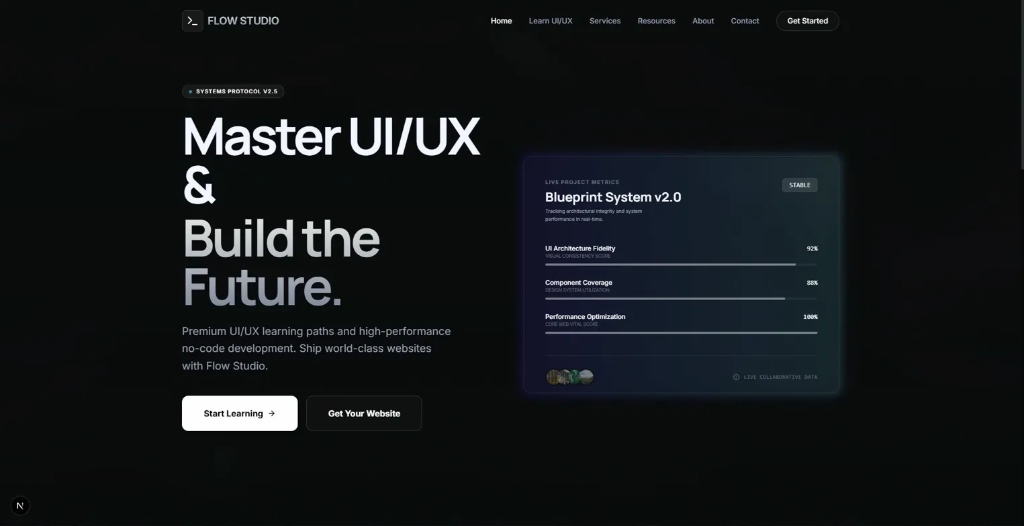 FLOW STUDIO
Home Learn UI/UX Services Resources About Contact Get Started
SYSTEMS PROTOCOL V2.5
Master UI/UX
&
Build the
Future.
Premium UI/UX learning paths and high-performance
no-code development. Ship world-class websites
with Flow Studio.
Start Learning →
Get Your Website
LIVE PROJECT METRICS
STABLE
Blueprint System v2.0
Tracking architectural integrity and system
performance in real-time.
UI Architecture Fidelity 92%
VISUAL CONSISTENCY SCORE
Component Coverage 88%
DESIGN SYSTEM UTILIZATION
Performance Optimization 100%
CORE WEB VITAL SCORE
LIVE COLLABORATIVE DATA
N